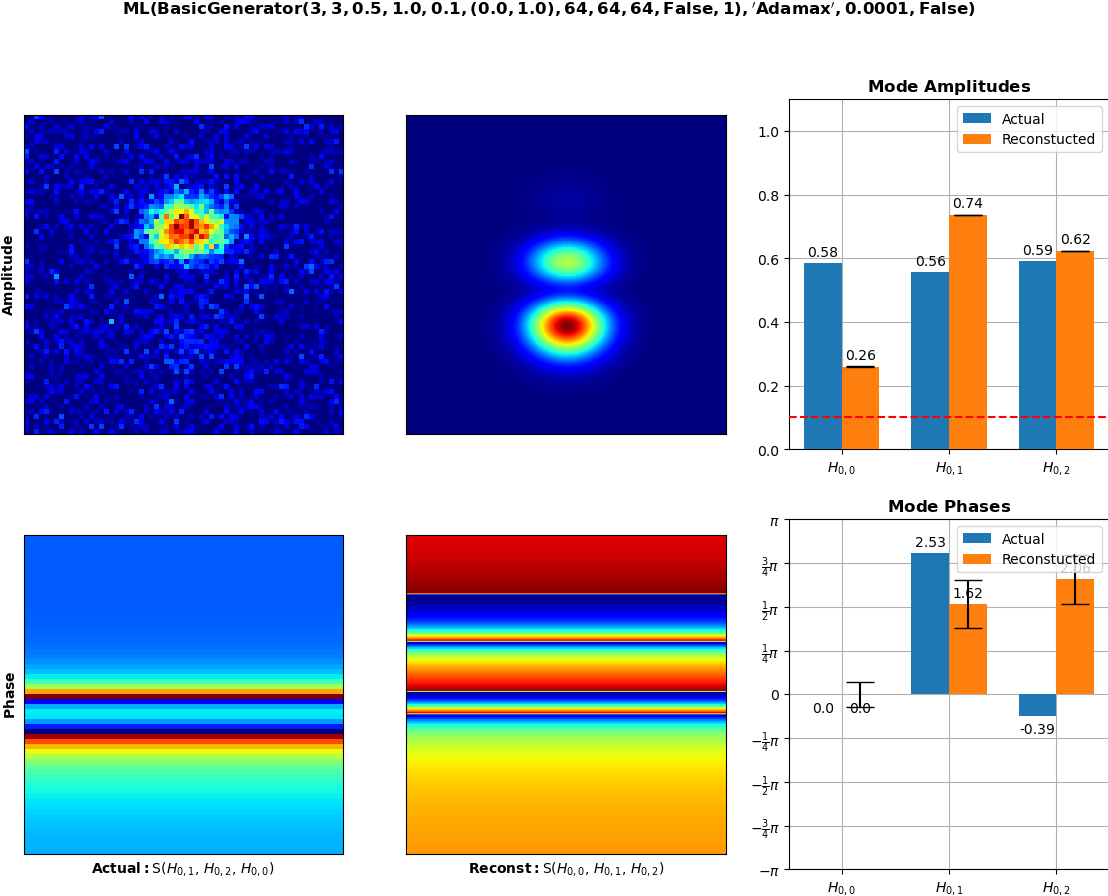 ML(BasicGenerator(3, 3, 0.5, 1.0, 0.1, (0.0, 1.0), 64, 64, 64, False, 1), ′Adamax′, 0.0001, False)
Amplitude
Mode Amplitudes
Actual
Reconstucted
1.0
0.8
0.6
0.4
0.2
0.0
0.58
0.26
0.56
0.74
0.59
0.62
H0,0
H0,1
H0,2
Phase
Actual: S(H0,1, H0,2, H0,0)
Reconst: S(H0,0, H0,1, H0,2)
Mode Phases
Actual
Reconstucted
π
3/4π
1/2π
1/4π
0
−1/4π
−1/2π
−3/4π
−π
0.0
0.0
2.53
1.62
-0.39
2.06
H0,0
H0,1
H0,2